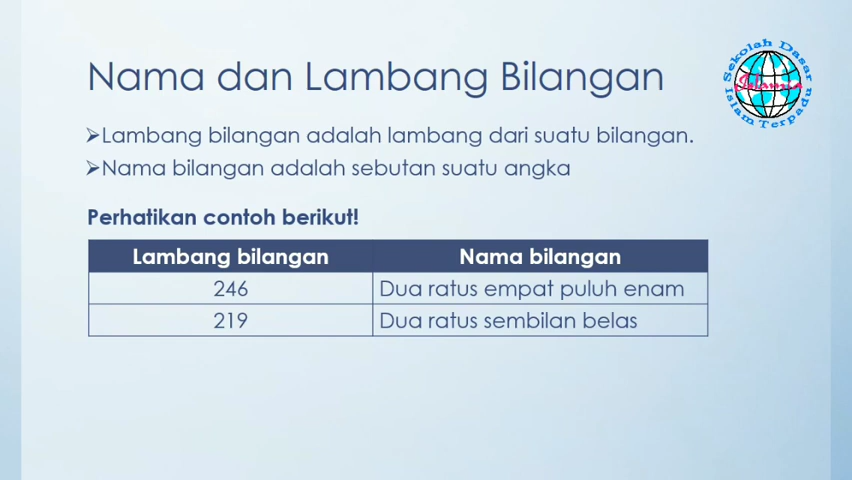 Nama dan Lambang Bilangan
➢Lambang bilangan adalah lambang dari suatu bilangan.
➢Nama bilangan adalah sebutan suatu angka
Perhatikan contoh berikut!
Lambang bilangan Nama bilangan
246 Dua ratus empat puluh enam
219 Dua ratus sembilan belas
Sekolah Dasar
Islamia
Islam Terpadu